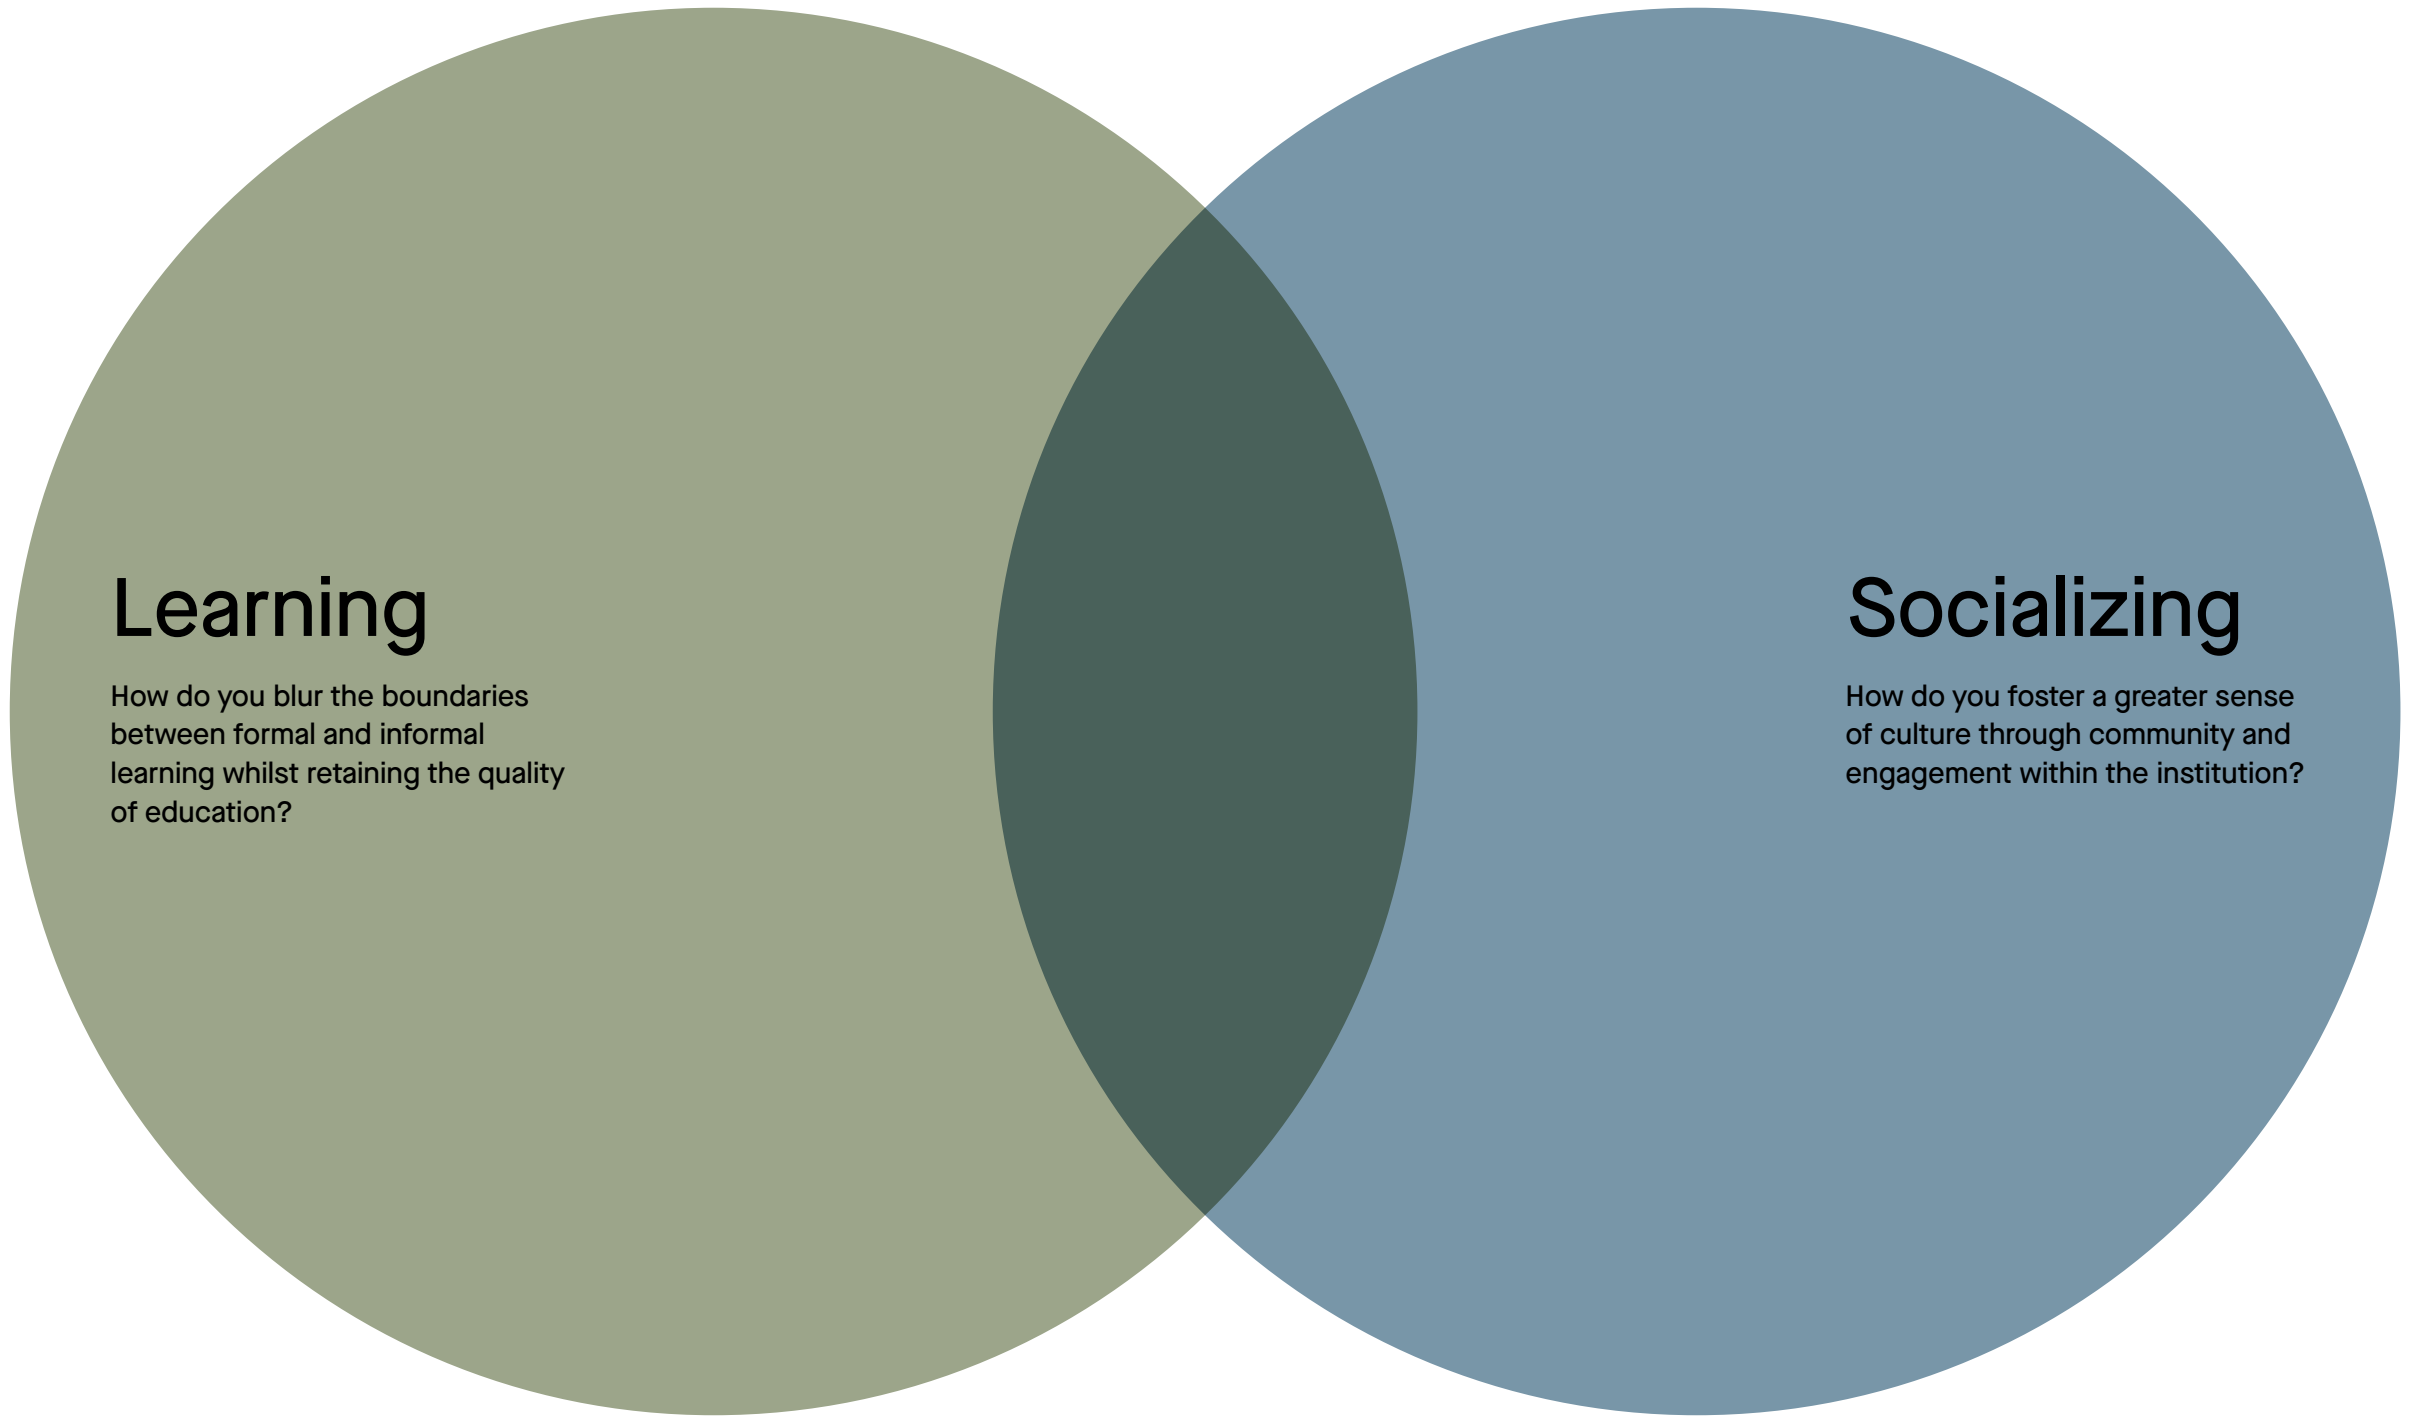 Learning
How do you blur the boundaries
between formal and informal
learning whilst retaining the quality
of education?
Socializing
How do you foster a greater sense
of culture through community and
engagement within the institution?